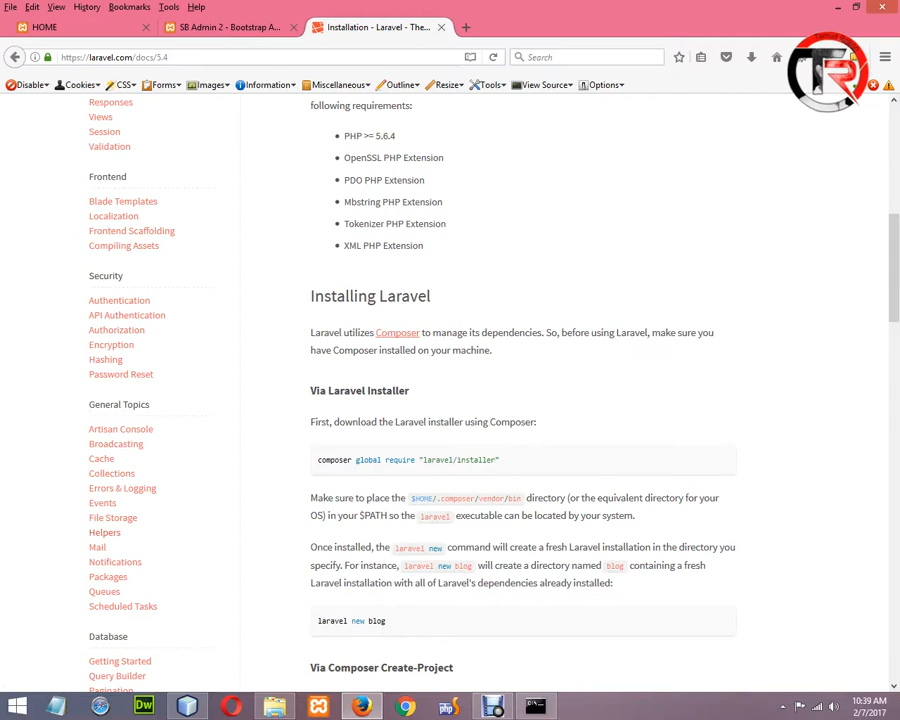 File Edit View History Bookmarks Tools Help
HOME
SB Admin 2 - Bootstrap A...
Installation - Laravel - The...
https://laravel.com/docs/5.4
Search
Disable Cookies CSS Forms Images Information Miscellaneous Outline Resize Tools View Source Options
TR
Responses
Views
Session
Validation
Frontend
Blade Templates
Localization
Frontend Scaffolding
Compiling Assets
Security
Authentication
API Authentication
Authorization
Encryption
Hashing
Password Reset
General Topics
Artisan Console
Broadcasting
Cache
Collections
Errors & Logging
Events
File Storage
Helpers
Mail
Notifications
Packages
Queues
Scheduled Tasks
Database
Getting Started
Query Builder
Pagination
following requirements:
PHP >= 5.6.4
OpenSSL PHP Extension
PDO PHP Extension
Mbstring PHP Extension
Tokenizer PHP Extension
XML PHP Extension
Installing Laravel
Laravel utilizes Composer to manage its dependencies. So, before using Laravel, make sure you
have Composer installed on your machine.
Via Laravel Installer
First, download the Laravel installer using Composer:
composer global require "laravel/installer"
Make sure to place the $HOME/.composer/vendor/bin directory (or the equivalent directory for your
OS) in your $PATH so the laravel executable can be located by your system.
Once installed, the laravel new command will create a fresh Laravel installation in the directory you
specify. For instance, laravel new blog will create a directory named blog containing a fresh
Laravel installation with all of Laravel's dependencies already installed:
laravel new blog
Via Composer Create-Project
Dw
php
10:39 AM
2/7/2017